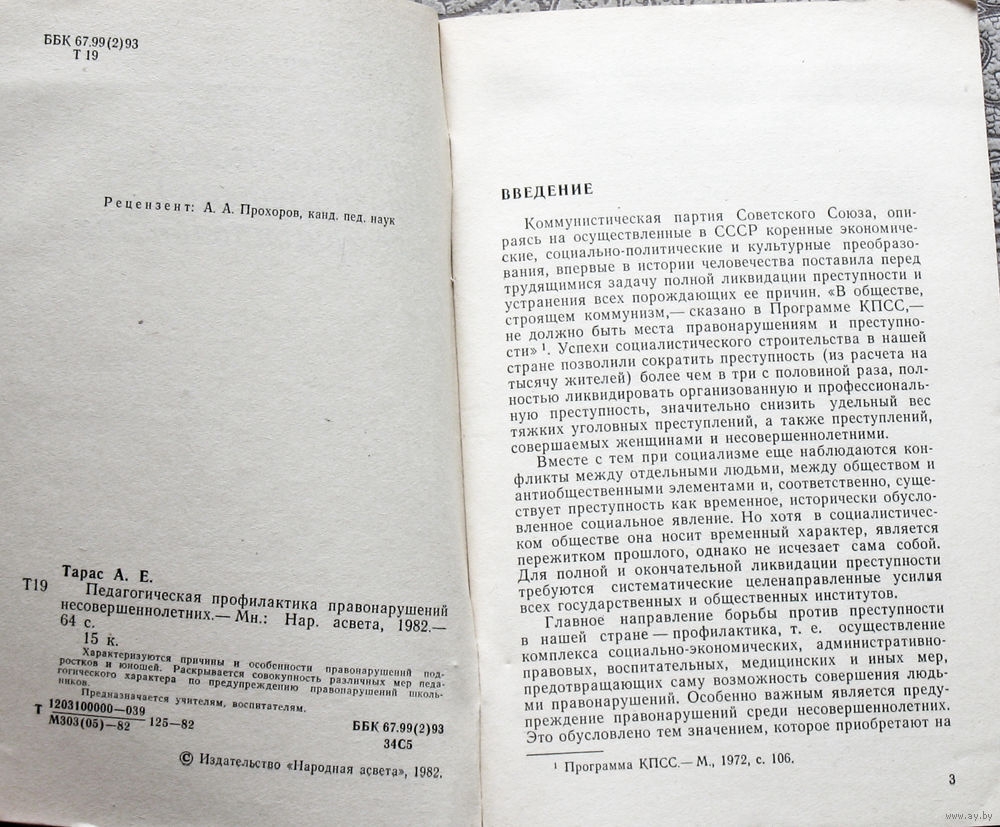 ББК 67.99(2)93
Т 19
Рецензент: А. А. Прохоров, канд. пед. наук
Тарас А. Е.
Т19
Педагогическая профилактика правонарушений
несовершеннолетних.— Мн.: Нар. асвета, 1982.—
64 с.
15 к.
Характеризуются причины и особенности правонарушений под-
ростков и юношей. Раскрывается совокупность различных мер педа-
гогического характера по предупреждению правонарушений школь-
ников.
Предназначается учителям, воспитателям.
Т 1203100000—039
М303(05)—82 125—82
ББК 67.99(2)93
34С5
© Издательство «Народная асвета», 1982.
ВВЕДЕНИЕ
Коммунистическая партия Советского Союза, опи-
раясь на осуществленные в СССР коренные экономиче-
ские, социально-политические и культурные преобразо-
вания, впервые в истории человечества поставила перед
трудящимися задачу полной ликвидации преступности и
устранения всех порождающих ее причин. «В обществе,
строящем коммунизм,— сказано в Программе КПСС,—
не должно быть места правонарушениям и преступно-
сти» ¹. Успехи социалистического строительства в нашей
стране позволили сократить преступность (из расчета на
тысячу жителей) более чем в три с половиной раза, пол-
ностью ликвидировать организованную и профессиональ-
ную преступность, значительно снизить удельный вес
тяжких уголовных преступлений, а также преступлений,
совершаемых женщинами и несовершеннолетними.
Вместе с тем при социализме еще наблюдаются кон-
фликты между отдельными людьми, между обществом и
антиобщественными элементами и, соответственно, суще-
ствует преступность как временное, исторически обусло-
вленное социальное явление. Но хотя в социалистичес-
ком обществе она носит временный характер, является
пережитком прошлого, однако не исчезает сама собой.
Для полной и окончательной ликвидации преступности
требуются систематические целенаправленные усилия
всех государственных и общественных институтов.
Главное направление борьбы против преступности
в нашей стране — профилактика, т. е. осуществление
комплекса социально-экономических, административно-
правовых, воспитательных, медицинских и иных мер,
предотвращающих саму возможность совершения людь-
ми правонарушений. Особенно важным является преду-
преждение правонарушений среди несовершеннолетних.
Это обусловлено тем значением, которое приобретают на
¹ Программа КПСС.— М., 1972, с. 106.
3
www.ay.by